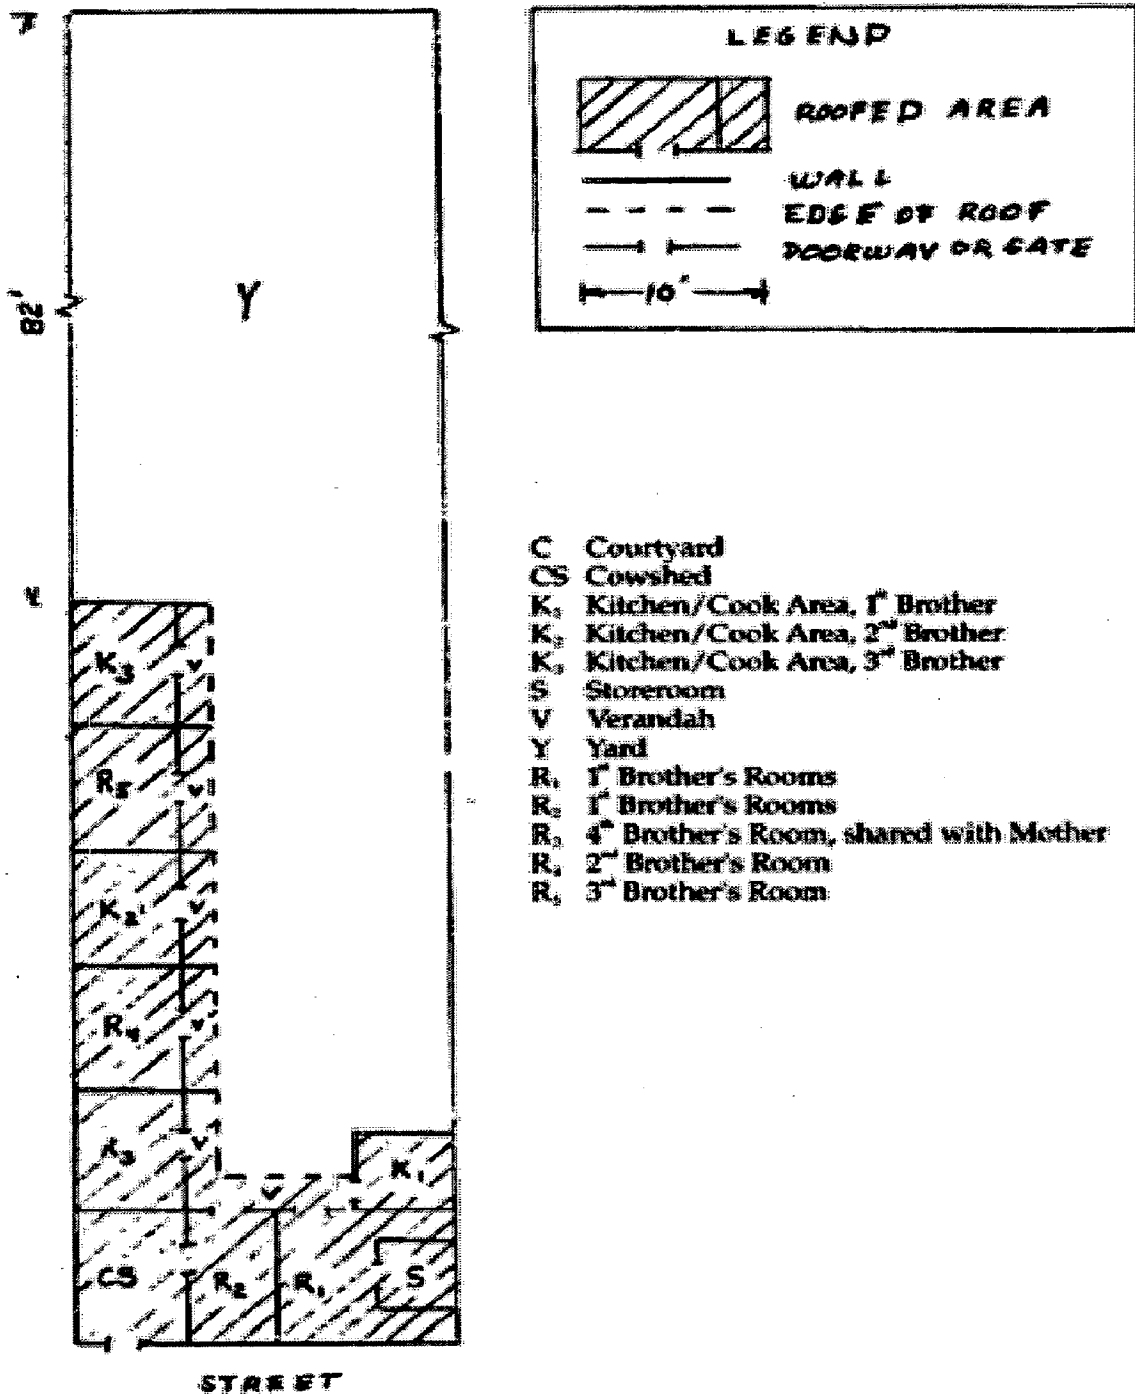 LEGEND
ROOFED AREA
WALL
EDGE OF ROOF
DOORWAY OR GATE
10'
82'
Y
C Courtyard
CS Cowshed
K₁ Kitchen/Cook Area, 1st Brother
K₂ Kitchen/Cook Area, 2nd Brother
K₃ Kitchen/Cook Area, 3rd Brother
S Storeroom
V Verandah
Y Yard
R₁ 1st Brother's Rooms
R₂ 1st Brother's Rooms
R₃ 4th Brother's Room, shared with Mother
R₄ 2nd Brother's Room
R₅ 3rd Brother's Room
K₃ V
R₅ V
K₂ V
R₄ V
K₃ V
K₁
V
CS R₂ R₁ S
STREET